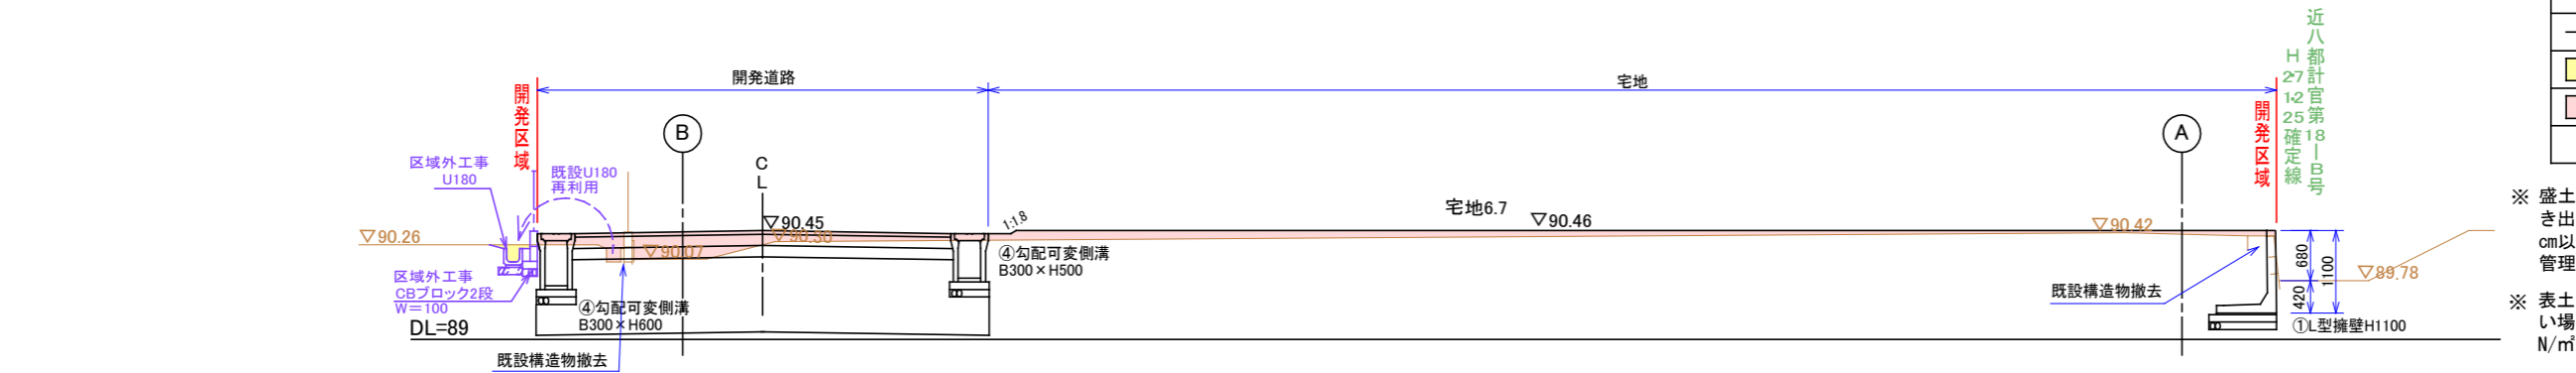 開発道路
宅地
開発区域
B
C
L
区域外工事
U180
既設U180
再利用
▽90.26
▽90.45
▽90.30
▽90.07
1:1.8
宅地6.7
▽90.46
▽90.42
A
開発区域
近八都計官第18ーB号
H27.12.25確定線
④勾配可変側溝
B300×H500
④勾配可変側溝
B300×H600
区域外工事
CBブロック2段
W=100
DL=89
既設構造物撤去
既設構造物撤去
680
420
1100
▽89.78
①L型擁壁H1100
※ 盛土
き出
cm以
管理
※ 表土
い場
N/㎡